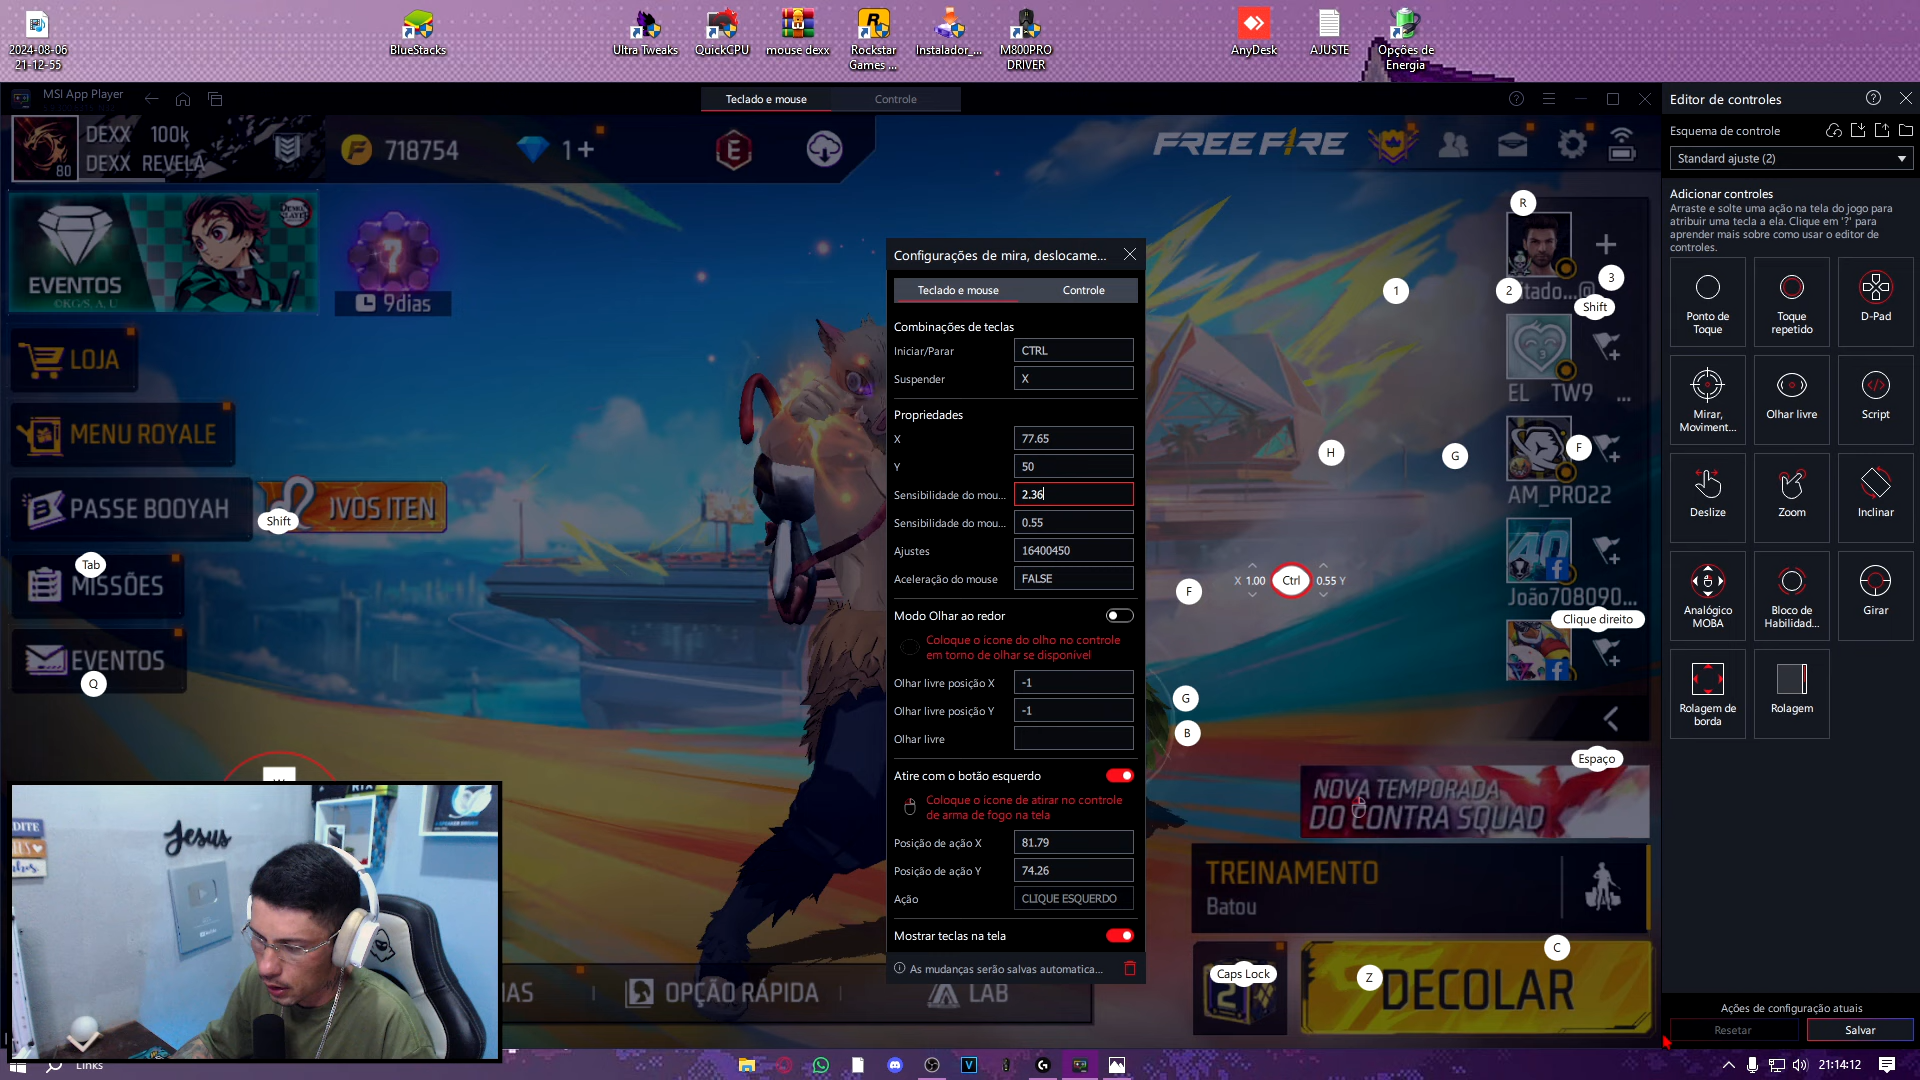 2024-08-06
21-12-55
BlueStacks
Ultra Tweaks
QuickCPU
mouse dexx
Rockstar
Games ...
Instalador_...
M800PRO
DRIVER
AnyDesk
AJUSTE
Opções de
Energia
MSI App Player
Teclado e mouse
Controle
DEXX 100k
DEXX REVELA
80
718754
1 +
E
FREE FIRE
EVENTOS
©KG/S, A, U
9dias
LOJA
MENU ROYALE
PASSE BOOYAH
IVOS ITEN
Shift
Tab
MISSÕES
EVENTOS
Q
Configurações de mira, deslocame...
Teclado e mouse
Controle
Combinações de teclas
Iniciar/Parar
CTRL
Suspender
X
Propriedades
X
77.65
Y
50
Sensibilidade do mou...
2.36
Sensibilidade do mou...
0.55
Ajustes
16400450
Aceleração do mouse
FALSE
Modo Olhar ao redor
Coloque o ícone do olho no controle
em torno de olhar se disponível
Olhar livre posição X
-1
Olhar livre posição Y
-1
Olhar livre
Atire com o botão esquerdo
Coloque o ícone de atirar no controle
de arma de fogo na tela
Posição de ação X
81.79
Posição de ação Y
74.26
Ação
CLIQUE ESQUERDO
Mostrar teclas na tela
As mudanças serão salvas automatica...
R
1
2
3
Shift
H
G
F
EL TW9 ...
AM_PRO22
F
X 1.00
Ctrl
0.55 Y
João708090...
Clique direito
G
B
Espaço
NOVA TEMPORADA
DO CONTRA SQUAD
TREINAMENTO
Batou
C
Caps Lock
Z
DECOLAR
IAS
OPÇÃO RÁPIDA
LAB
Editor de controles
Esquema de controle
Standard ajuste (2)
Adicionar controles
Arraste e solte uma ação na tela do jogo para
atribuir uma tecla a ela. Clique em '?' para
aprender mais sobre como usar o editor de
controles.
Ponto de
Toque
Toque
repetido
D-Pad
Mirar,
Moviment...
Olhar livre
Script
Deslize
Zoom
Inclinar
Analógico
MOBA
Bloco de
Habilidad...
Girar
Rolagem de
borda
Rolagem
Ações de configuração atuais
Resetar
Salvar
Jesus
Links
21:14:12